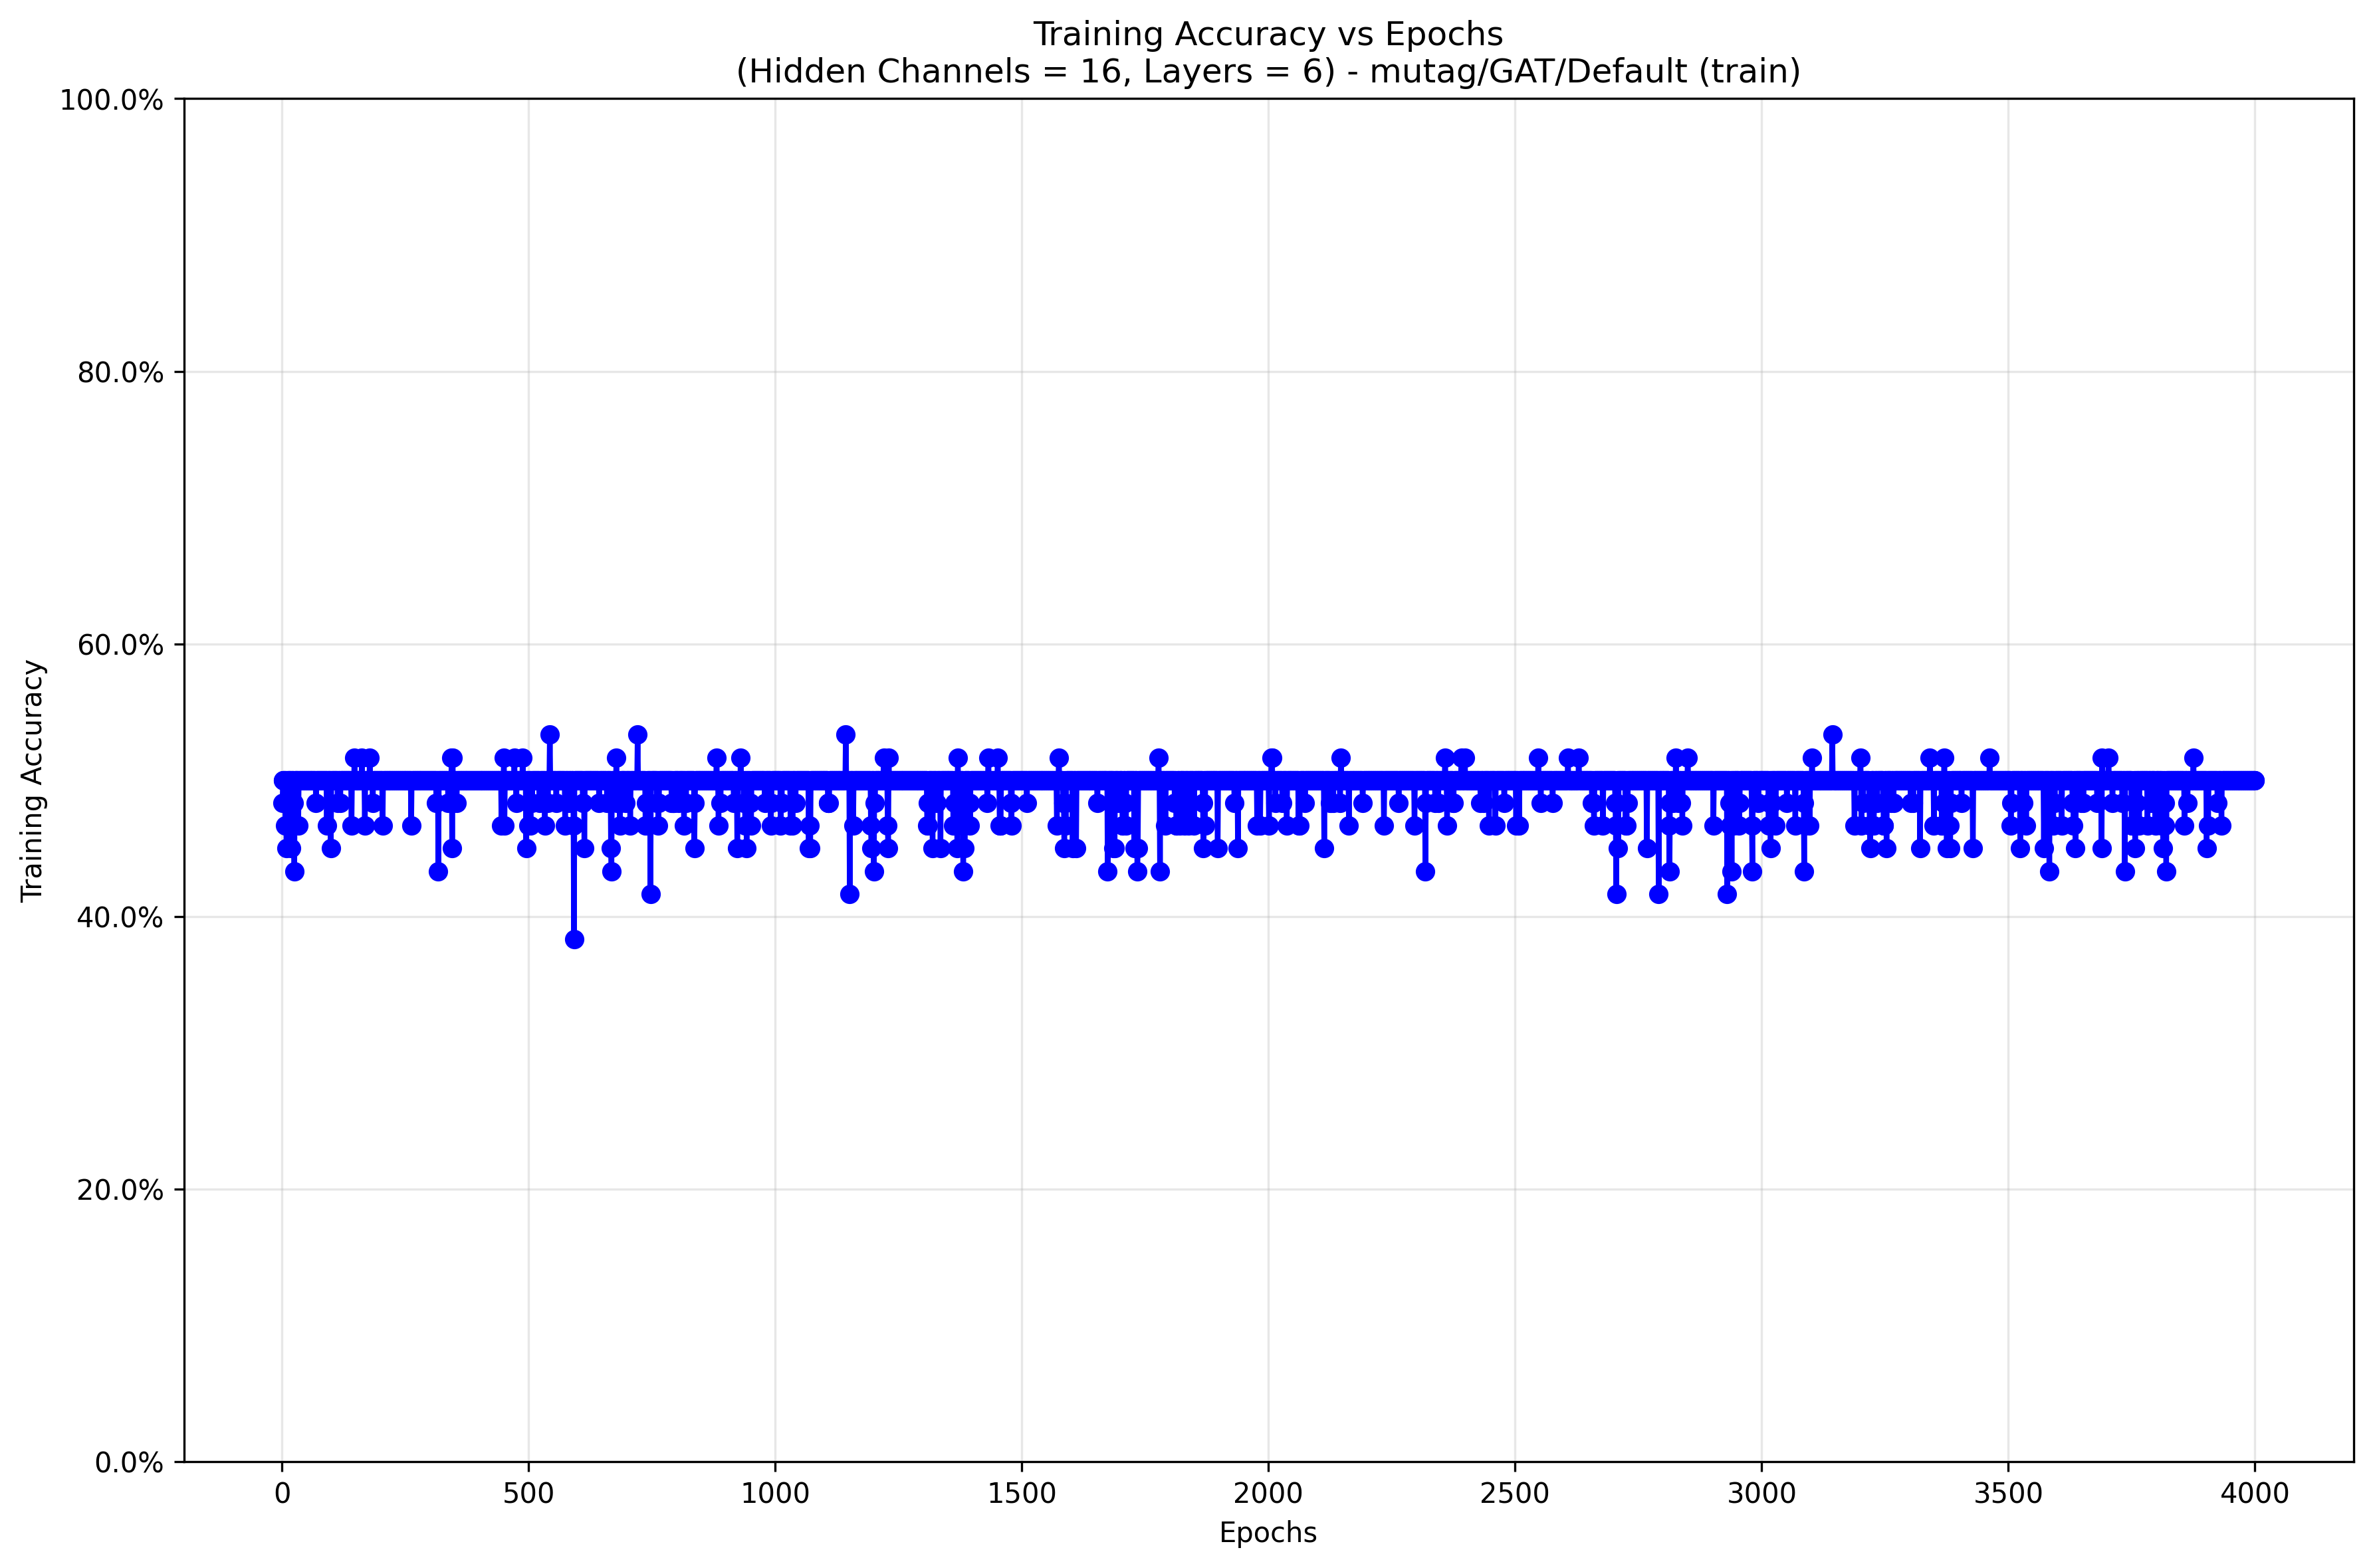 Training Accuracy vs Epochs
(Hidden Channels = 16, Layers = 6) - mutag/GAT/Default (train)
100.0%
80.0%
60.0%
40.0%
20.0%
0.0%
Training Accuracy
0 500 1000 1500 2000 2500 3000 3500 4000
Epochs